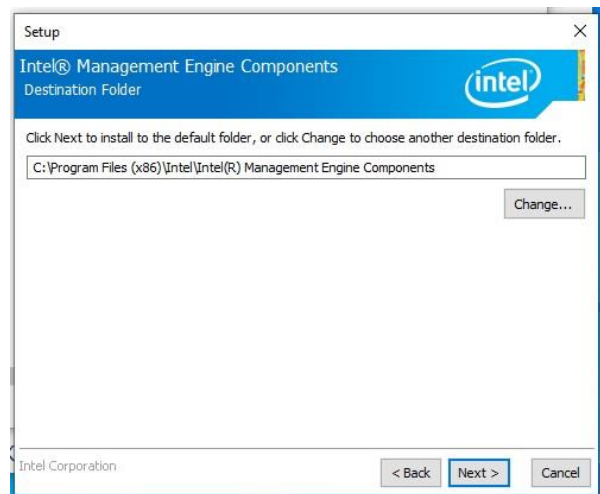 Setup
Intel® Management Engine Components
Destination Folder
intel
Click Next to install to the default folder, or click Change to choose another destination folder.
C:\Program Files (x86)\Intel\Intel(R) Management Engine Components
Change...
Intel Corporation
< Back
Next >
Cancel